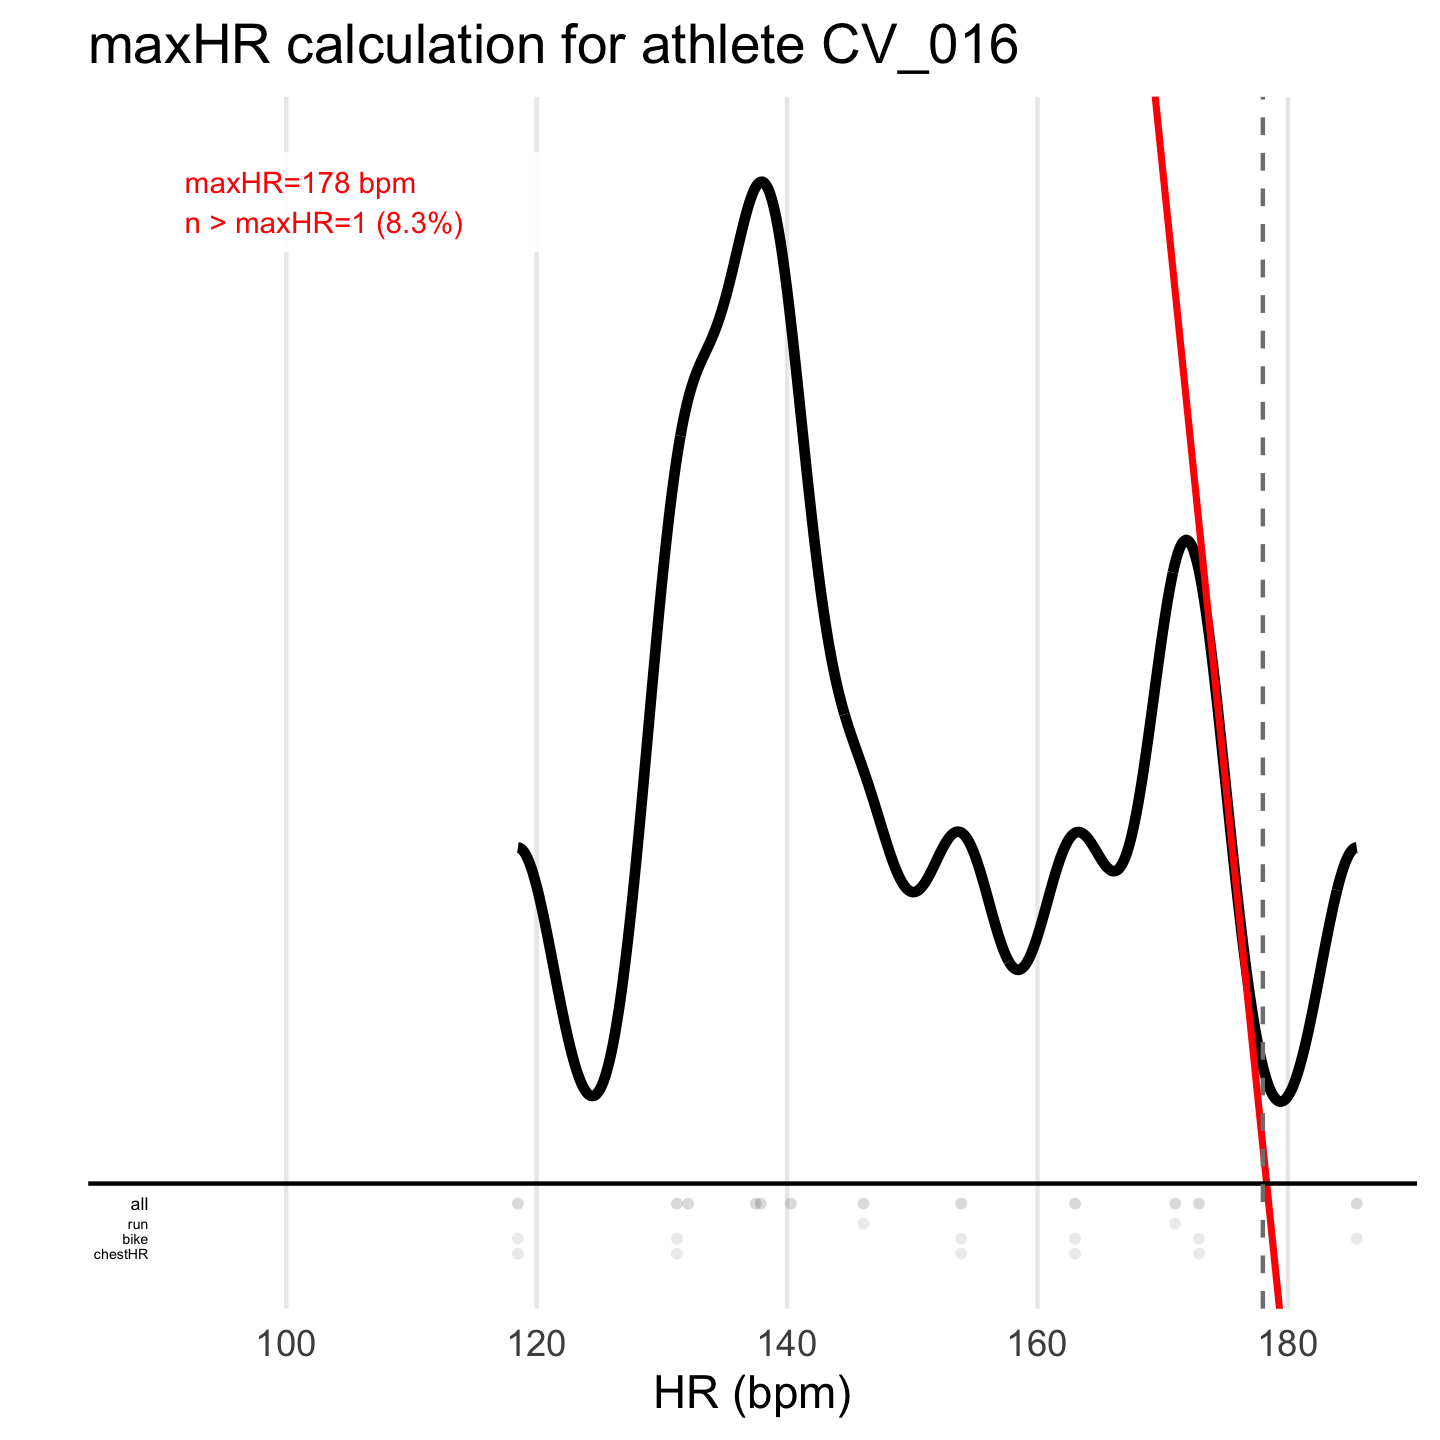 maxHR calculation for athlete CV_016
maxHR=178 bpm
n > maxHR=1 (8.3%)
all
run
bike
chestHR
100 120 140 160 180
HR (bpm)